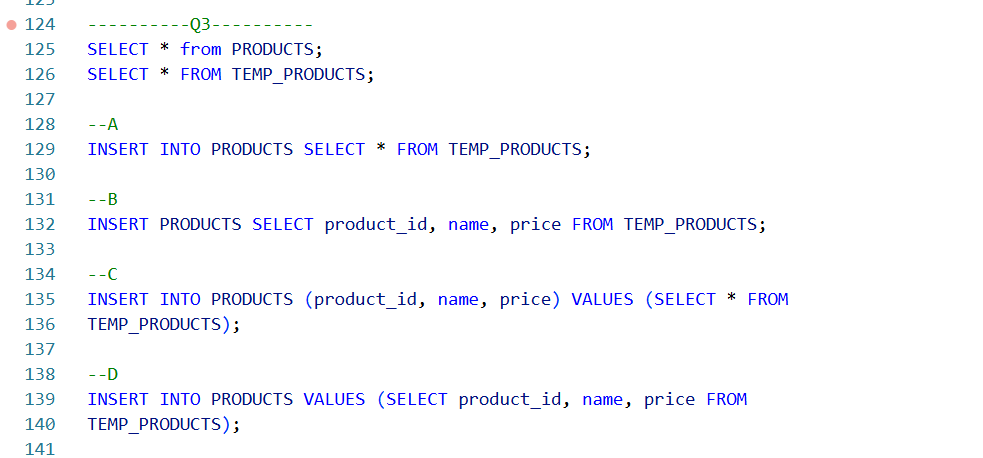 123
124 ----------Q3----------
125 SELECT * from PRODUCTS;
126 SELECT * FROM TEMP_PRODUCTS;
127
128 --A
129 INSERT INTO PRODUCTS SELECT * FROM TEMP_PRODUCTS;
130
131 --B
132 INSERT PRODUCTS SELECT product_id, name, price FROM TEMP_PRODUCTS;
133
134 --C
135 INSERT INTO PRODUCTS (product_id, name, price) VALUES (SELECT * FROM
136 TEMP_PRODUCTS);
137
138 --D
139 INSERT INTO PRODUCTS VALUES (SELECT product_id, name, price FROM
140 TEMP_PRODUCTS);
141